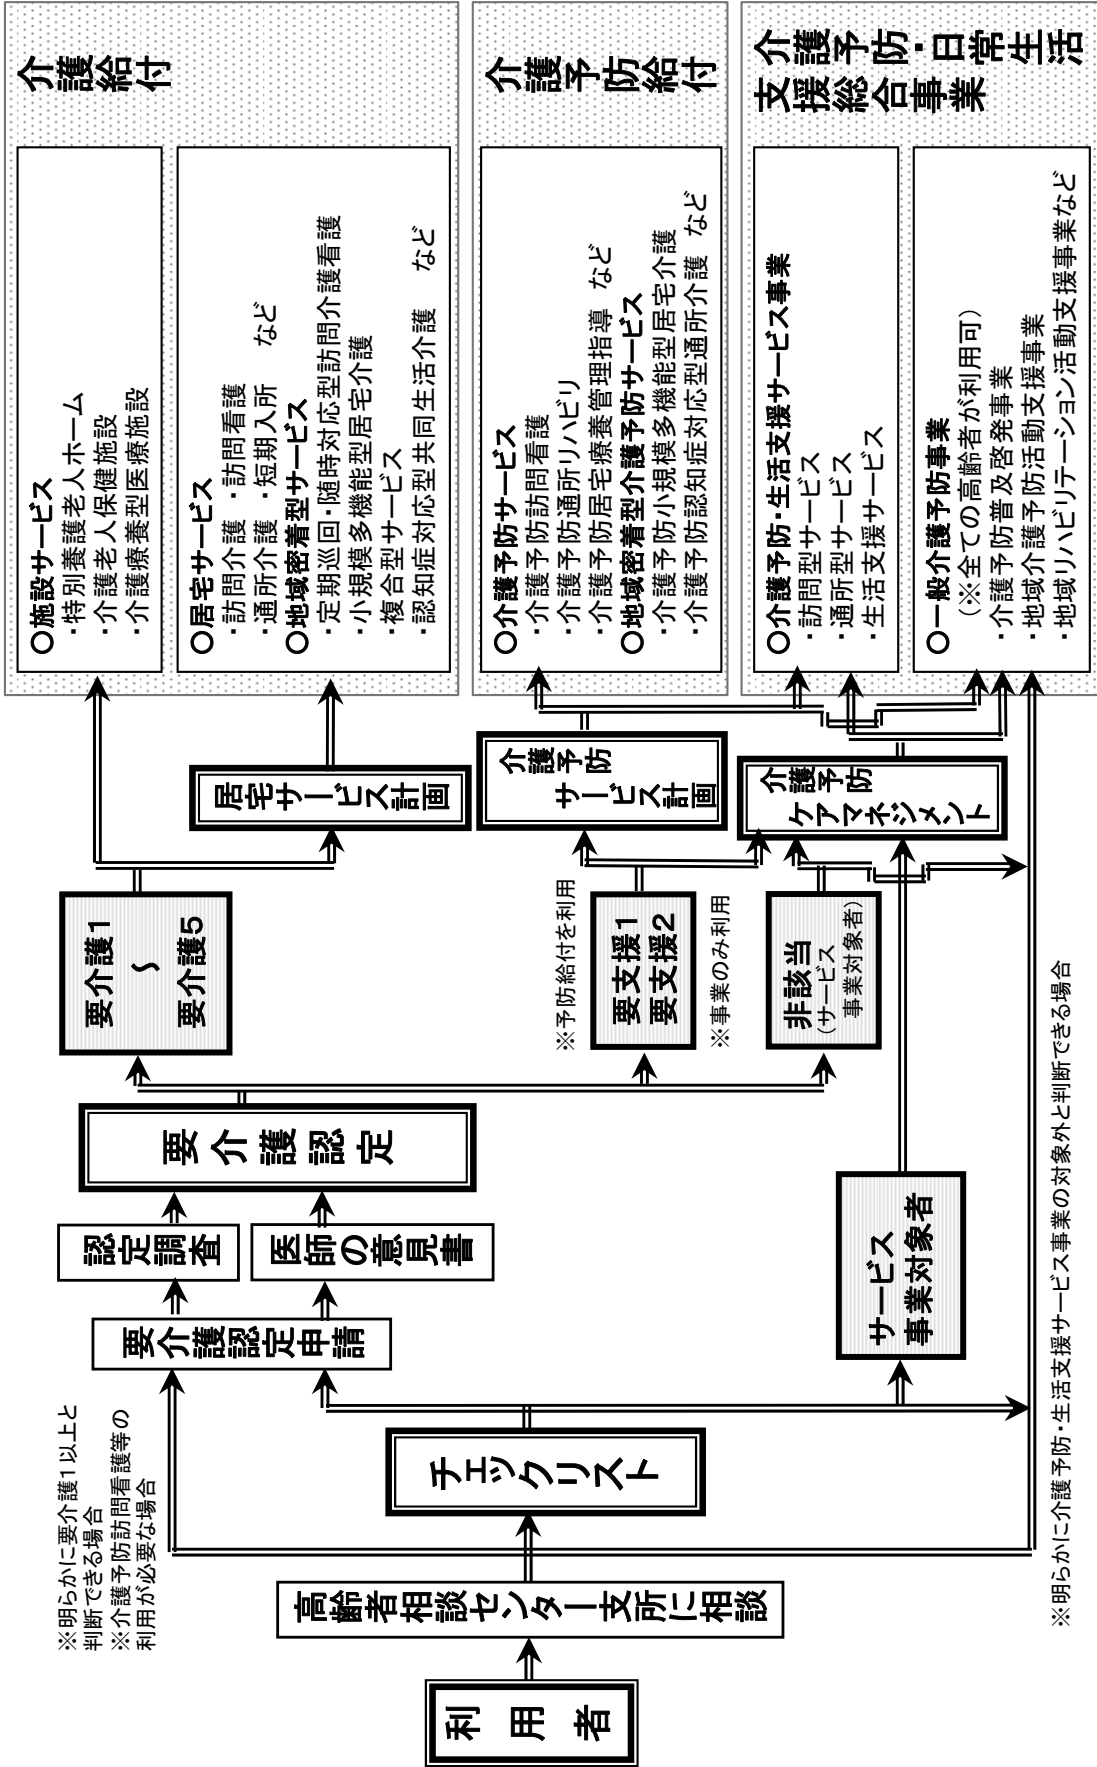 利用者
高齢者相談センター支所に相談
※明らかに要介護1以上と
判断できる場合
※介護予防訪問看護等の
利用が必要な場合
チェックリスト
要介護認定申請
認定調査
医師の意見書
サービス
事業対象者
要介護認定
要介護1
~
要介護5
※予防給付を利用
要支援1
要支援2
※事業のみ利用
非該当
(サービス
事業対象者)
※明らかに介護予防・生活支援サービス事業の対象外と判断できる場合
居宅サービス計画
介護予防
サービス計画
介護予防
ケアマネジメント
介護給付
○施設サービス
・特別養護老人ホーム
・介護老人保健施設
・介護療養型医療施設
○居宅サービス
・訪問介護 ・訪問看護
・通所介護 ・短期入所 など
○地域密着型サービス
・定期巡回・随時対応型訪問介護看護
・小規模多機能型居宅介護
・複合型サービス
・認知症対応型共同生活介護 など
介護予防給付
○介護予防サービス
・介護予防訪問看護
・介護予防通所リハビリ
・介護予防居宅療養管理指導 など
○地域密着型介護予防サービス
・介護予防小規模多機能型居宅介護
・介護予防認知症対応型通所介護 など
介護予防・日常生活
支援総合事業
○介護予防・生活支援サービス事業
・訪問型サービス
・通所型サービス
・生活支援サービス
○一般介護予防事業
(※全ての高齢者が利用可)
・介護予防普及啓発事業
・地域介護予防活動支援事業
・地域リハビリテーション活動支援事業など